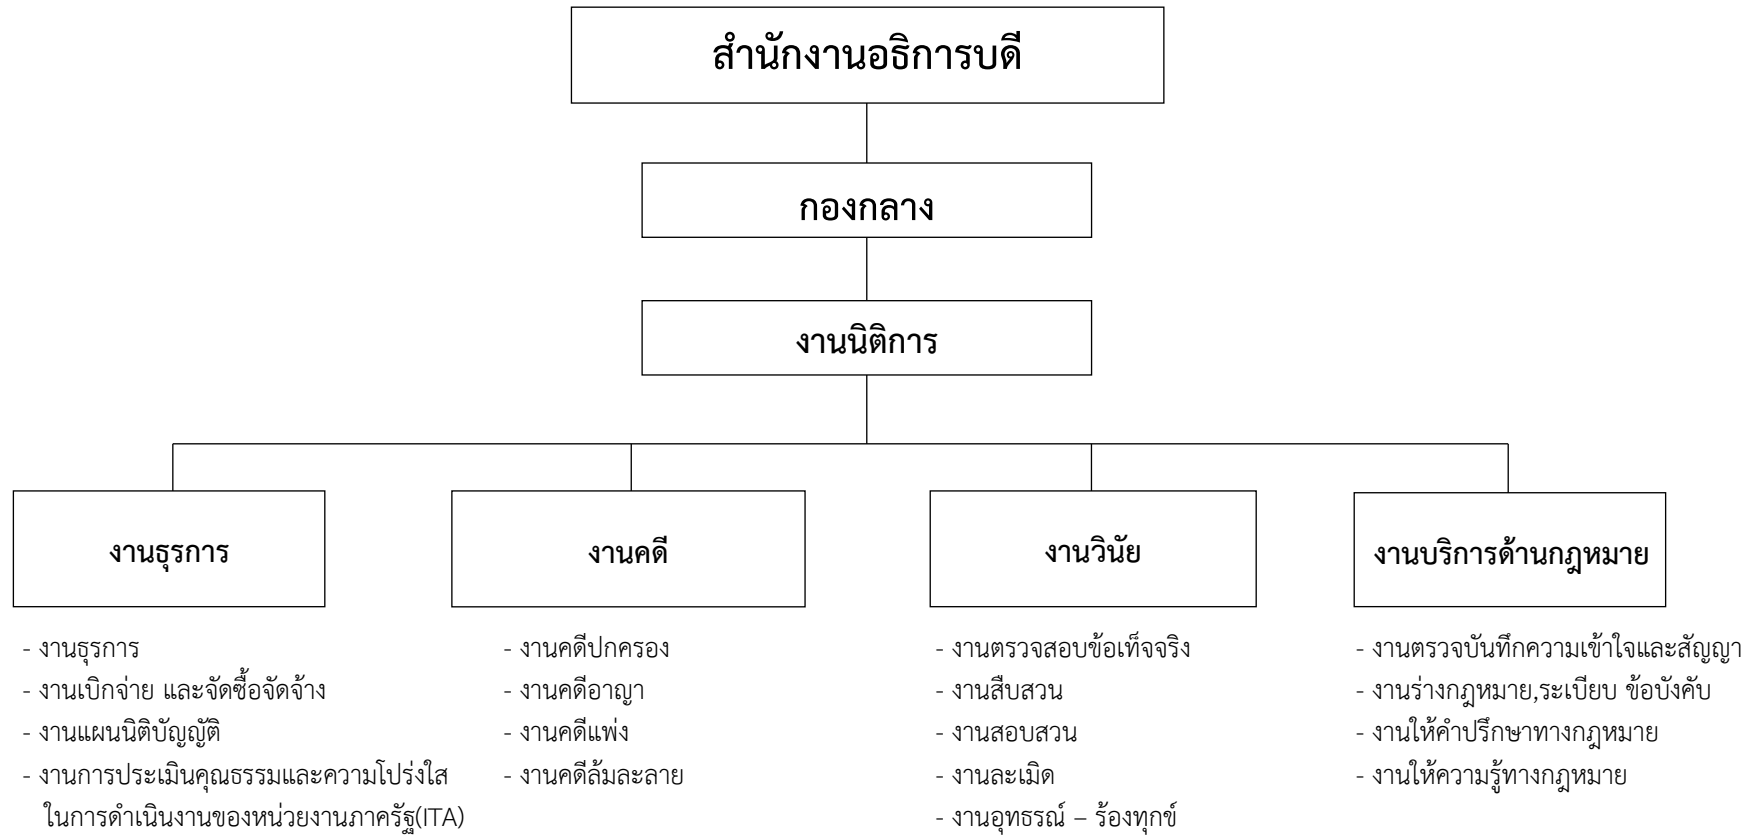 สำนักงานอธิการบดี
กองกลาง
งานนิติการ
งานธุรการ
งานคดี
งานวินัย
งานบริการด้านกฎหมาย
- งานธุรการ
- งานเบิกจ่าย และจัดซื้อจัดจ้าง
- งานแผนนิติบัญญัติ
- งานการประเมินคุณธรรมและความโปร่งใส
ในการดำเนินงานของหน่วยงานภาครัฐ(ITA)
- งานคดีปกครอง
- งานคดีอาญา
- งานคดีแพ่ง
- งานคดีล้มละลาย
- งานตรวจสอบข้อเท็จจริง
- งานสืบสวน
- งานสอบสวน
- งานละเมิด
- งานอุทธรณ์ – ร้องทุกข์
- งานตรวจบันทึกความเข้าใจและสัญญา
- งานร่างกฎหมาย,ระเบียบ ข้อบังคับ
- งานให้คำปรึกษาทางกฎหมาย
- งานให้ความรู้ทางกฎหมาย